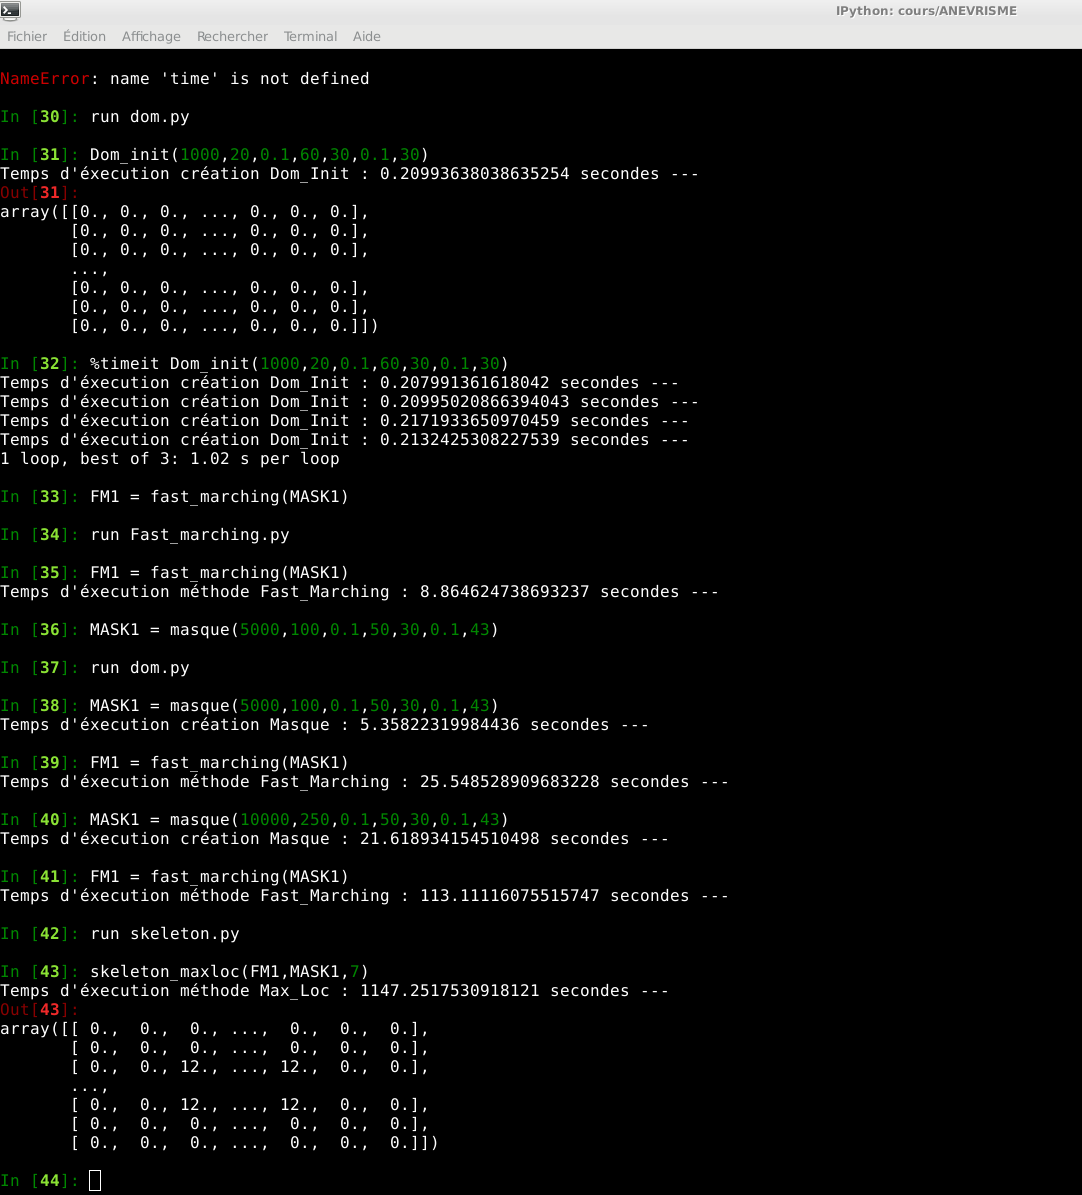 IPython: cours/ANEVRISME
Fichier Édition Affichage Rechercher Terminal Aide
NameError: name 'time' is not defined
In [30]: run dom.py
In [31]: Dom_init(1000,20,0.1,60,30,0.1,30)
Temps d'éxecution création Dom_Init : 0.20993638038635254 secondes ---
Out[31]:
array([[0., 0., 0., ..., 0., 0., 0.],
       [0., 0., 0., ..., 0., 0., 0.],
       [0., 0., 0., ..., 0., 0., 0.],
       ...,
       [0., 0., 0., ..., 0., 0., 0.],
       [0., 0., 0., ..., 0., 0., 0.],
       [0., 0., 0., ..., 0., 0., 0.]])
In [32]: %timeit Dom_init(1000,20,0.1,60,30,0.1,30)
Temps d'éxecution création Dom_Init : 0.207991361618042 secondes ---
Temps d'éxecution création Dom_Init : 0.20995020866394043 secondes ---
Temps d'éxecution création Dom_Init : 0.2171933650970459 secondes ---
Temps d'éxecution création Dom_Init : 0.2132425308227539 secondes ---
1 loop, best of 3: 1.02 s per loop
In [33]: FM1 = fast_marching(MASK1)
In [34]: run Fast_marching.py
In [35]: FM1 = fast_marching(MASK1)
Temps d'éxecution méthode Fast_Marching : 8.864624738693237 secondes ---
In [36]: MASK1 = masque(5000,100,0.1,50,30,0.1,43)
In [37]: run dom.py
In [38]: MASK1 = masque(5000,100,0.1,50,30,0.1,43)
Temps d'éxecution création Masque : 5.35822319984436 secondes ---
In [39]: FM1 = fast_marching(MASK1)
Temps d'éxecution méthode Fast_Marching : 25.548528909683228 secondes ---
In [40]: MASK1 = masque(10000,250,0.1,50,30,0.1,43)
Temps d'éxecution création Masque : 21.618934154510498 secondes ---
In [41]: FM1 = fast_marching(MASK1)
Temps d'éxecution méthode Fast_Marching : 113.11116075515747 secondes ---
In [42]: run skeleton.py
In [43]: skeleton_maxloc(FM1,MASK1,7)
Temps d'éxecution méthode Max_Loc : 1147.2517530918121 secondes ---
Out[43]:
array([[ 0.,  0.,  0., ...,  0.,  0.,  0.],
       [ 0.,  0.,  0., ...,  0.,  0.,  0.],
       [ 0.,  0., 12., ..., 12.,  0.,  0.],
       ...,
       [ 0.,  0., 12., ..., 12.,  0.,  0.],
       [ 0.,  0.,  0., ...,  0.,  0.,  0.],
       [ 0.,  0.,  0., ...,  0.,  0.,  0.]])
In [44]: